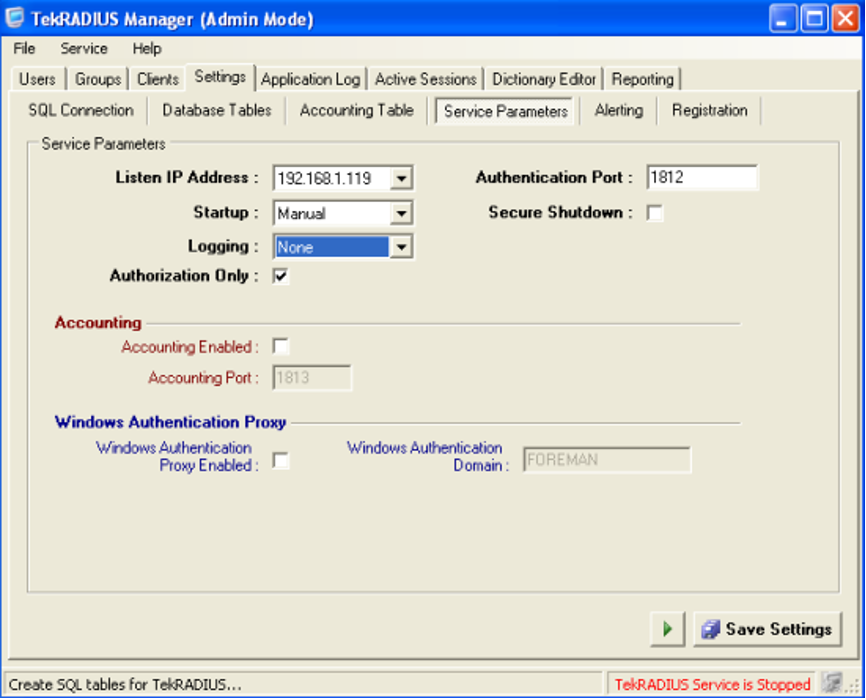 TekRADIUS Manager (Admin Mode)
File Service Help
Users Groups Clients Settings Application Log Active Sessions Dictionary Editor Reporting
SQL Connection Database Tables Accounting Table Service Parameters Alerting Registration
Service Parameters
Listen IP Address : 192.168.1.119 Authentication Port : 1812
Startup : Manual Secure Shutdown :
Logging : None
Authorization Only :
Accounting
Accounting Enabled :
Accounting Port : 1813
Windows Authentication Proxy
Windows Authentication Windows Authentication
Proxy Enabled : Domain : FOREMAN
Save Settings
Create SQL tables for TekRADIUS... TekRADIUS Service is Stopped